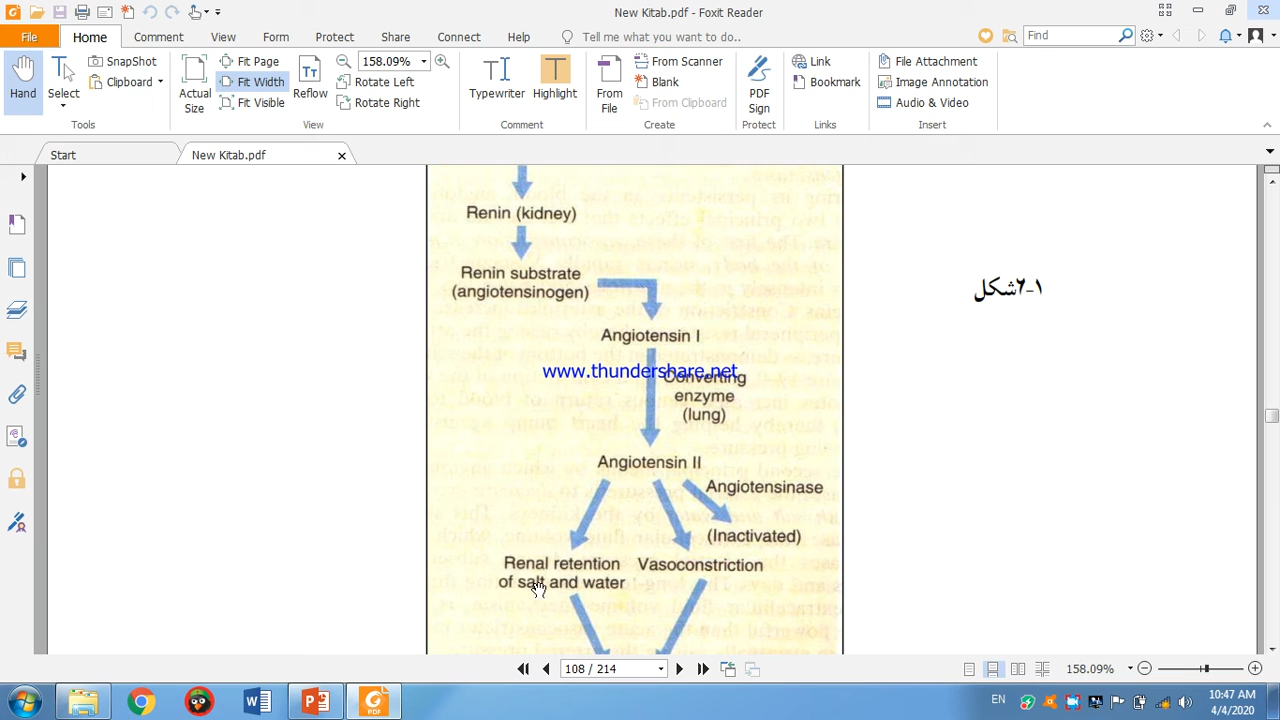 New Kitab.pdf - Foxit Reader
File Home Comment View Form Protect Share Connect Help Tell me what you want to do.. Find
Hand
Select
SnapShot
Clipboard
Tools
Actual
Size
Fit Page
Fit Width
Fit Visible
Reflow
158.09%
Rotate Left
Rotate Right
View
Typewriter
Highlight
Comment
From
File
From Scanner
Blank
From Clipboard
Create
PDF
Sign
Protect
Link
Bookmark
Links
File Attachment
Image Annotation
Audio & Video
Insert
Start
New Kitab.pdf
Renin (kidney)
Renin substrate
(angiotensinogen)
Angiotensin I
www.thundershare.net
Converting
enzyme
(lung)
Angiotensin II
Angiotensinase
(Inactivated)
Renal retention
of salt and water
Vasoconstriction
شکل۶-۱
108 / 214
158.09%
EN
10:47 AM
4/4/2020